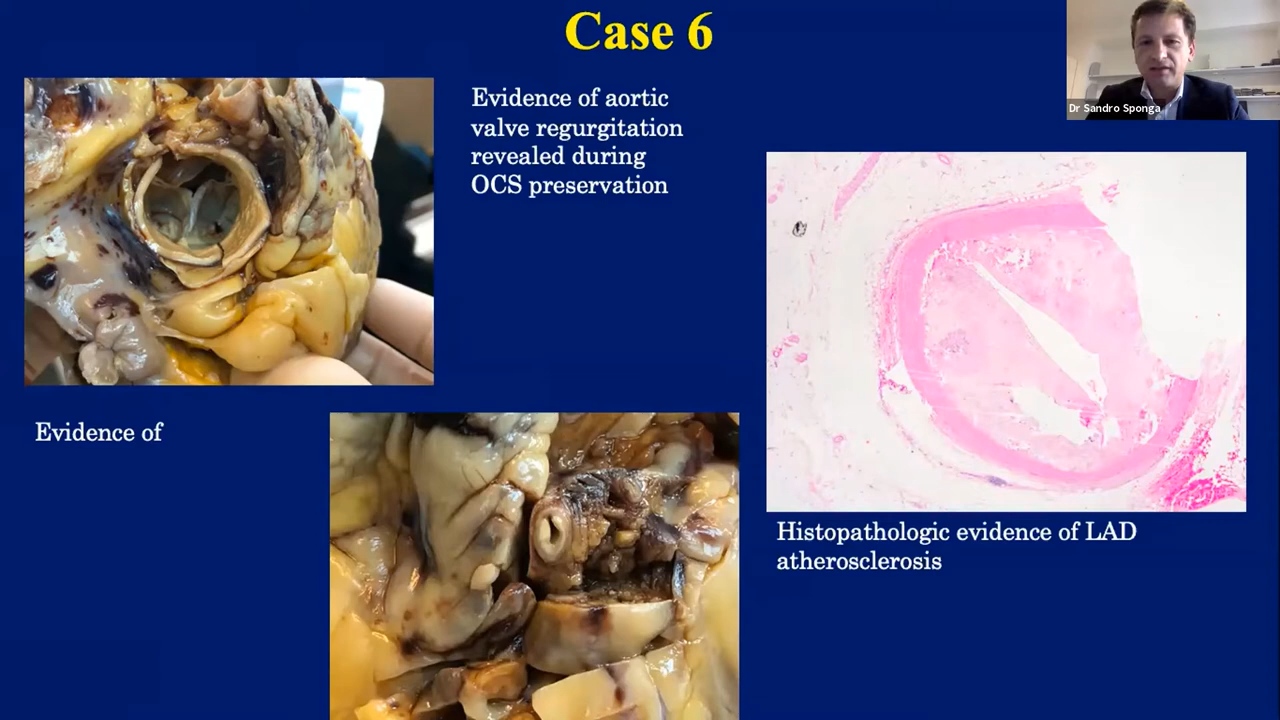 Case 6
Dr Sandro Sponga
Evidence of aortic
valve regurgitation
revealed during
OCS preservation
Evidence of
Histopathologic evidence of LAD
atherosclerosis